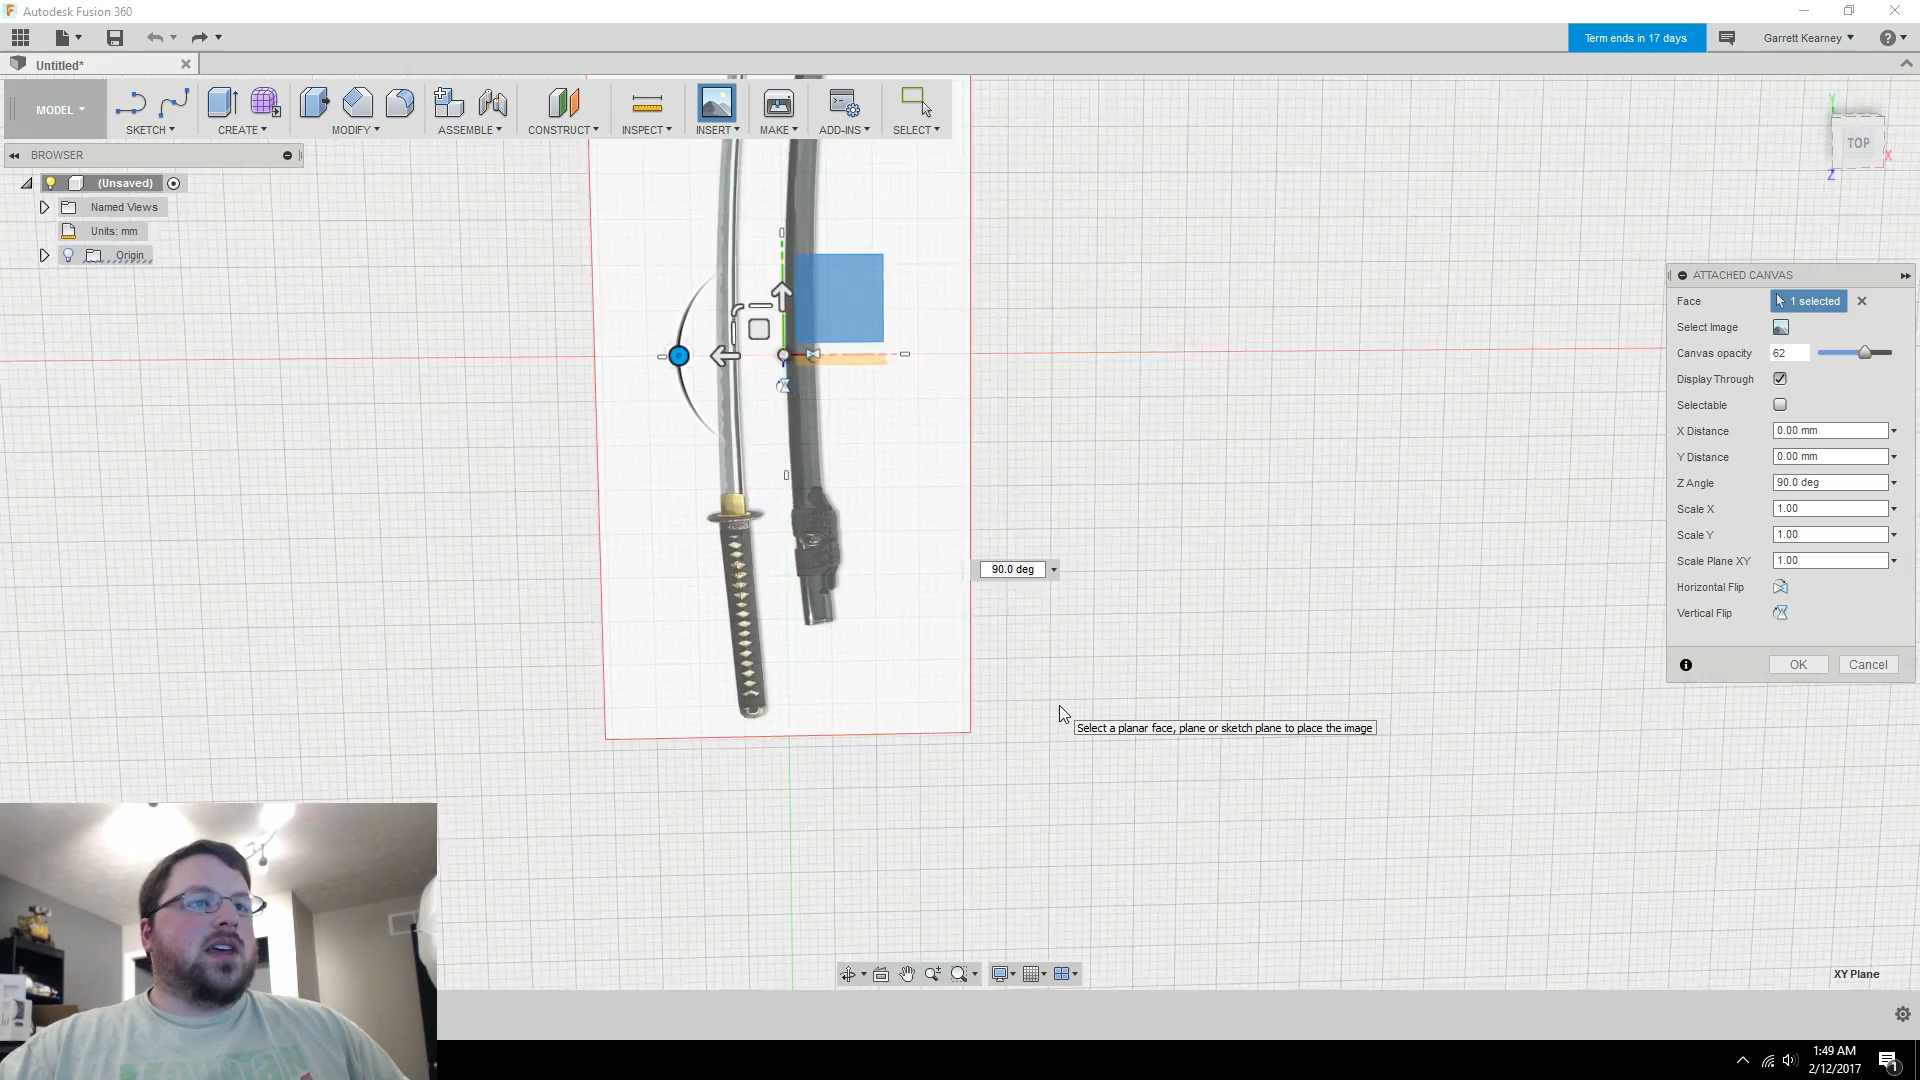 Autodesk Fusion 360
Term ends in 17 days
Garrett Kearney
Untitled*
MODEL
SKETCH
CREATE
MODIFY
ASSEMBLE
CONSTRUCT
INSPECT
INSERT
MAKE
ADD-INS
SELECT
BROWSER
(Unsaved)
Named Views
Units: mm
Origin
Y
TOP
X
Z
ATTACHED CANVAS
Face 1 selected
Select Image
Canvas opacity 62
Display Through
Selectable
X Distance 0.00 mm
Y Distance 0.00 mm
Z Angle 90.0 deg
Scale X 1.00
Scale Y 1.00
Scale Plane XY 1.00
Horizontal Flip
Vertical Flip
OK Cancel
90.0 deg
Select a planar face, plane or sketch plane to place the image
XY Plane
1:49 AM
2/12/2017
1